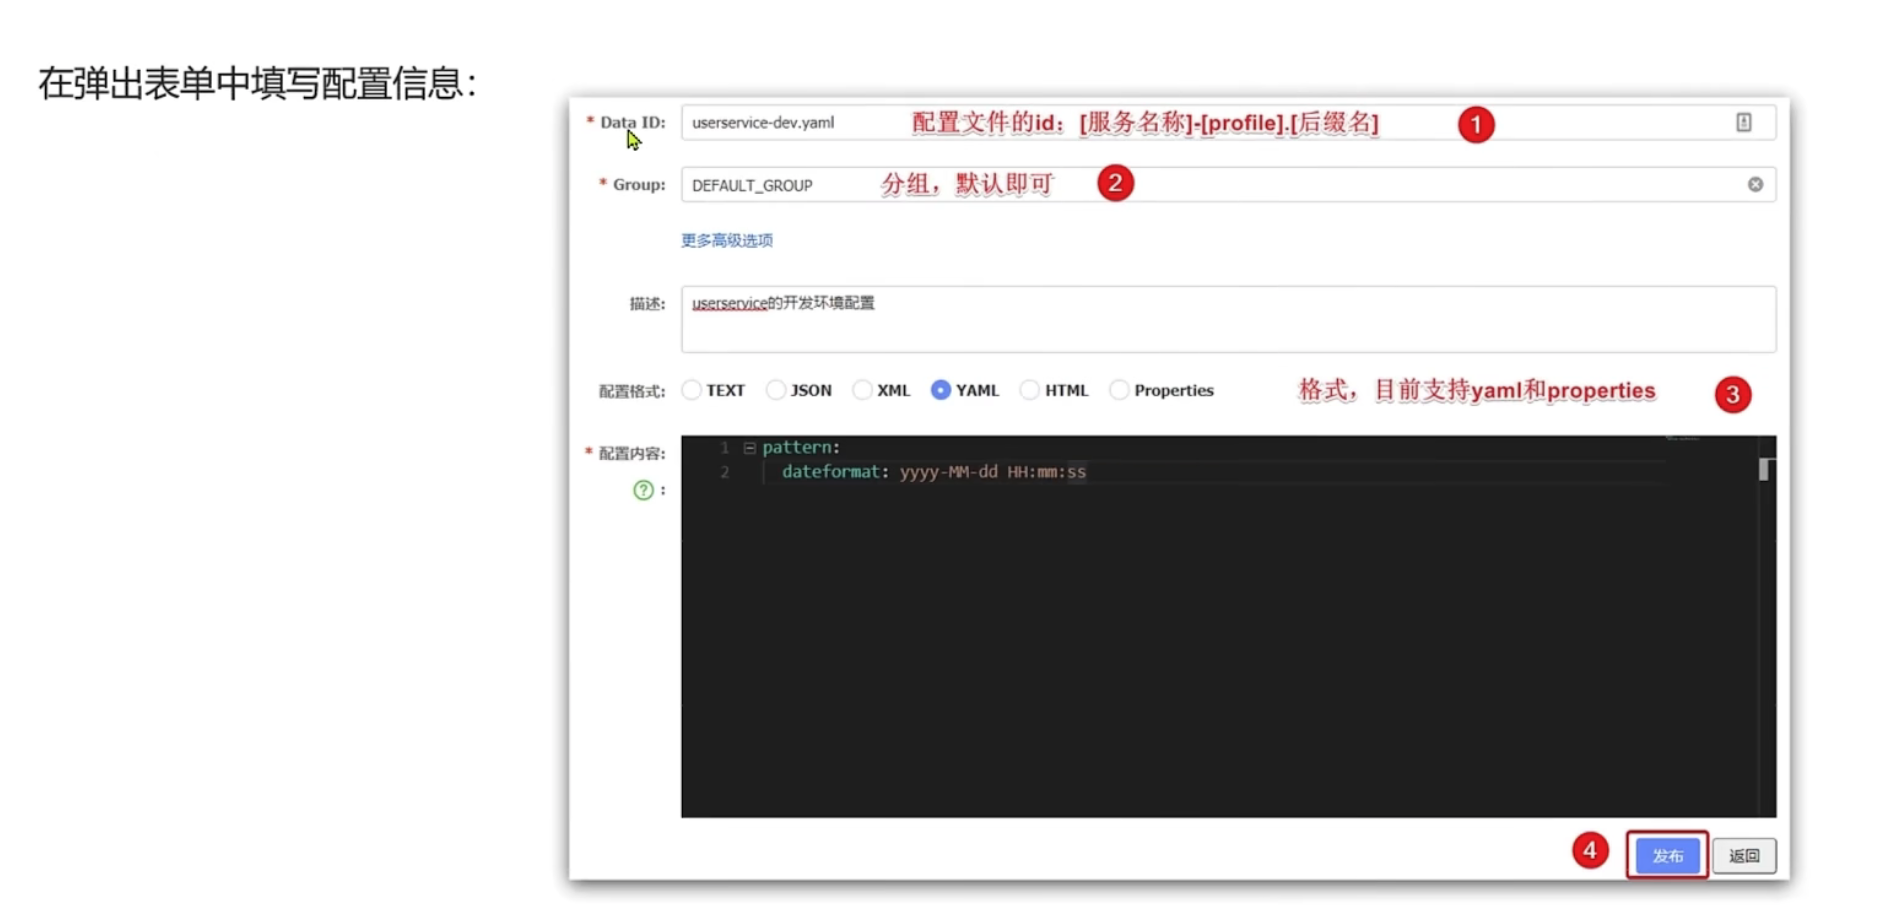 在弹出表单中填写配置信息：
* Data ID: userservice-dev.yaml 配置文件的id：[服务名称]-[profile].[后缀名] 1
* Group: DEFAULT_GROUP 分组，默认即可 2
更多高级选项
描述: userservice的开发环境配置
配置格式: TEXT JSON XML YAML HTML Properties 格式，目前支持yaml和properties 3
* 配置内容: 1 pattern:
? : 2 dateformat: yyyy-MM-dd HH:mm:ss
4 发布 返回